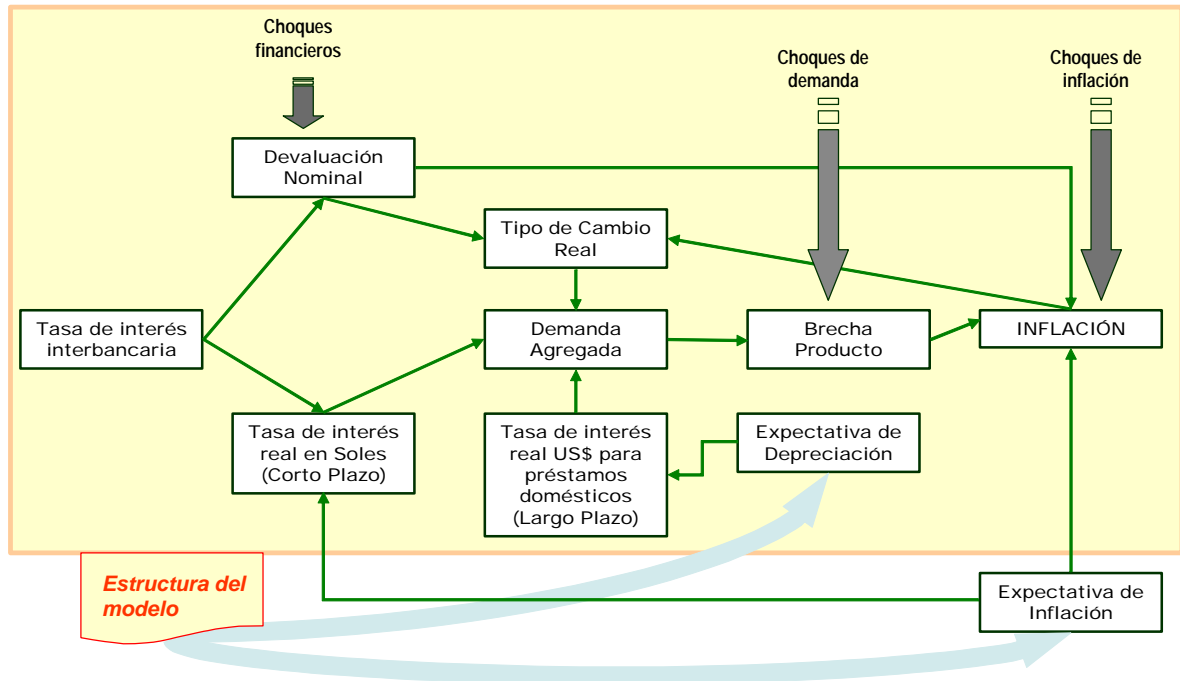 Choques
financieros
Choques de
demanda
Choques de
inflación
Devaluación
Nominal
Tipo de Cambio
Real
Tasa de interés
interbancaria
Demanda
Agregada
Brecha
Producto
INFLACIÓN
Tasa de interés
real en Soles
(Corto Plazo)
Tasa de interés
real US$ para
préstamos
domésticos
(Largo Plazo)
Expectativa de
Depreciación
Estructura del
modelo
Expectativa de
Inflación